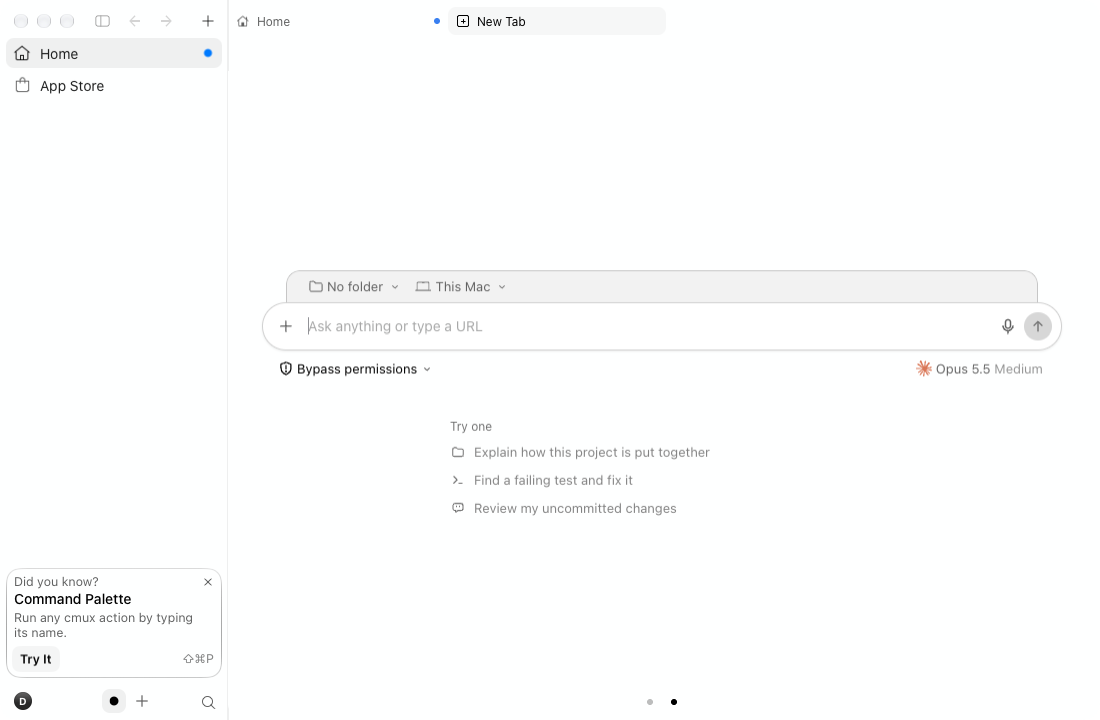 Home
New Tab
Home
App Store
No folder
This Mac
Ask anything or type a URL
Bypass permissions
Opus 5.5 Medium
Try one
Explain how this project is put together
Find a failing test and fix it
Review my uncommitted changes
Did you know?
Command Palette
Run any cmux action by typing
its name.
Try It
⇧⌘P
D